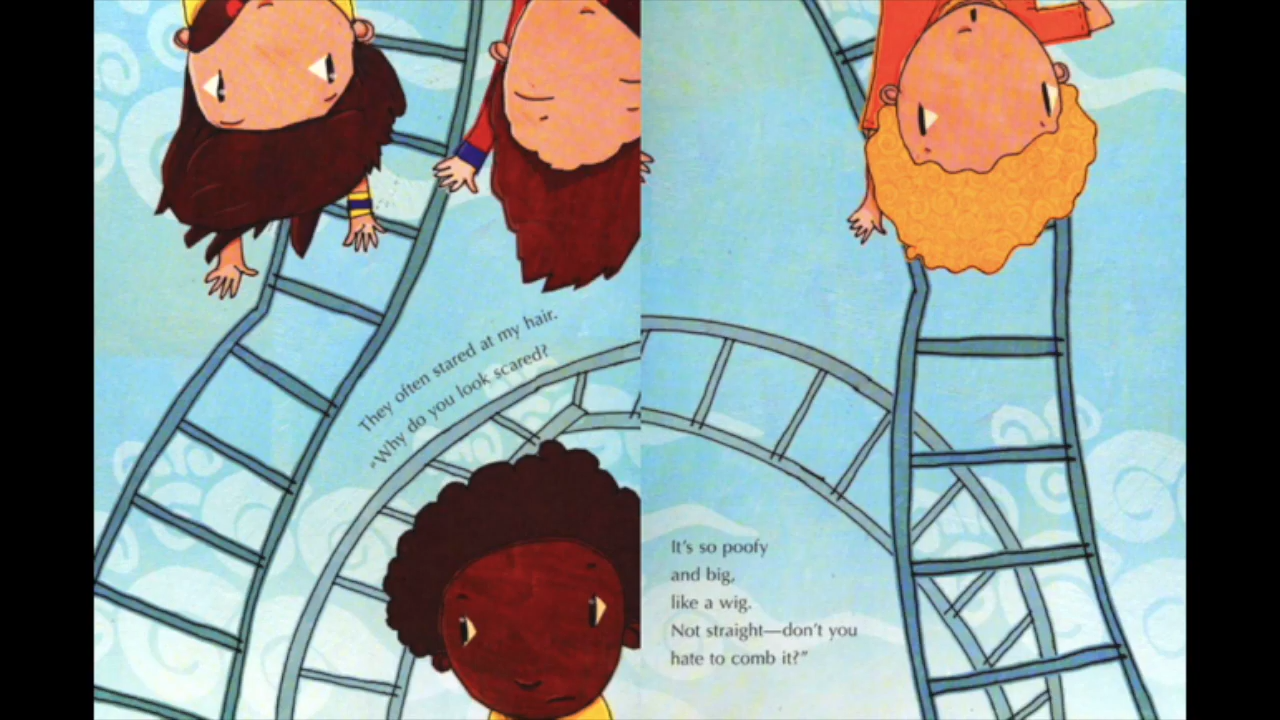 They often stared at my hair.
"Why do you look scared?
It's so poofy
and big,
like a wig.
Not straight—don't you
hate to comb it?"